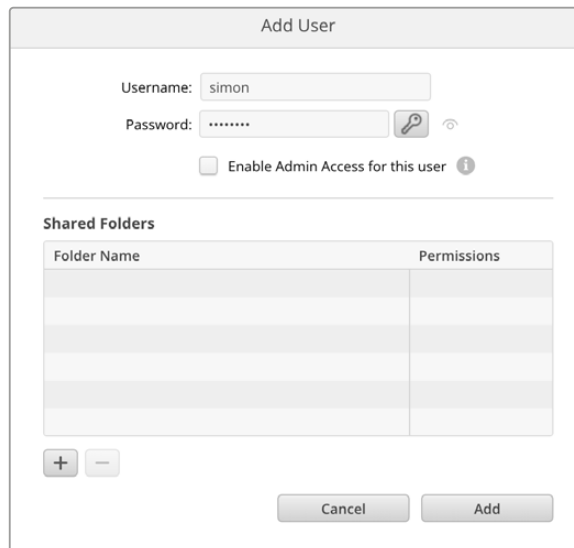 Add User
Username: simon
Password: ••••••••
Enable Admin Access for this user
Shared Folders
Folder Name Permissions
Cancel Add